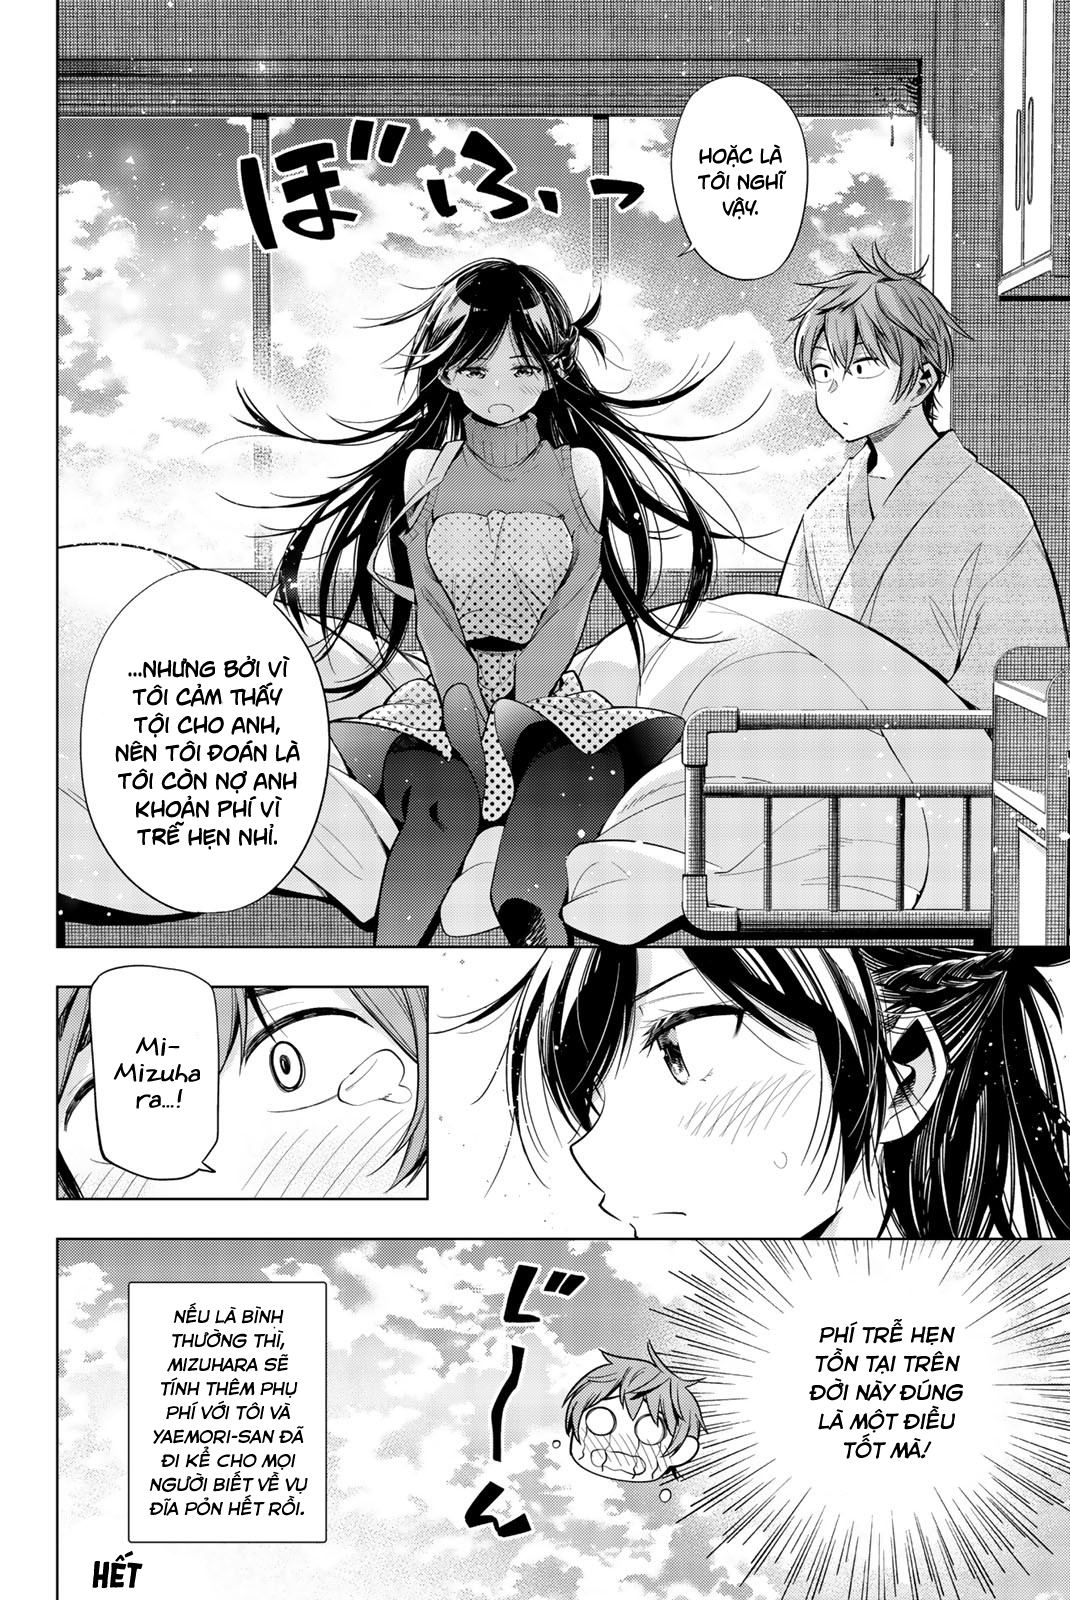 HOẶC LÀ
TÔI NGHĨ
VẬY.
ぼふっ
...NHƯNG BỞI VÌ
TÔI CẢM THẤY
TỘI CHO ANH,
NÊN TÔI ĐOÁN LÀ
TÔI CÒN NỢ ANH
KHOẢN PHÍ VÌ
TRỄ HẸN NHỈ.
Mi-
Mizuha
ra...!
PHÍ TRỄ HẸN
TỒN TẠI TRÊN
ĐỜI NÀY ĐÚNG
LÀ MỘT ĐIỀU
TỐT MÀ!
じ～ん
NẾU LÀ BÌNH
THƯỜNG THÌ,
MIZUHARA SẼ
TÍNH THÊM PHỤ
PHÍ VỚI TÔI VÀ
YAEMORI-SAN ĐÃ
ĐI KỂ CHO MỌI
NGƯỜI BIẾT VỀ VỤ
ĐĨA PỎN HẾT RỒI.
HẾT